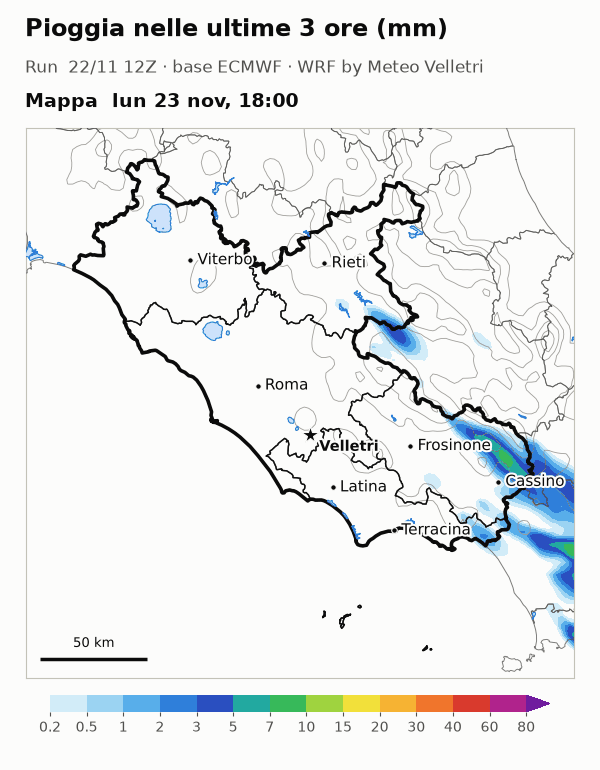 Pioggia nelle ultime 3 ore (mm)
Run 22/11 12Z · base ECMWF · WRF by Meteo Velletri
Mappa lun 23 nov, 18:00
Viterbo
Rieti
Roma
Velletri
Frosinone
Cassino
Latina
Terracina
50 km
0.2 0.5 1 2 3 5 7 10 15 20 30 40 60 80